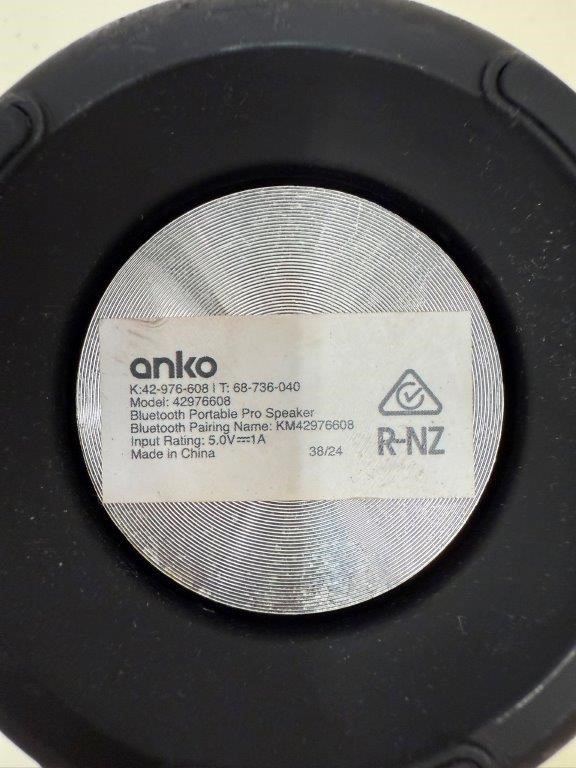 anko
K:42-976-608 | T: 68-736-040
Model: 42976608
Bluetooth Portable Pro Speaker
Bluetooth Pairing Name: KM42976608
Input Rating: 5.0V⎓1A
Made in China
38/24
R-NZ